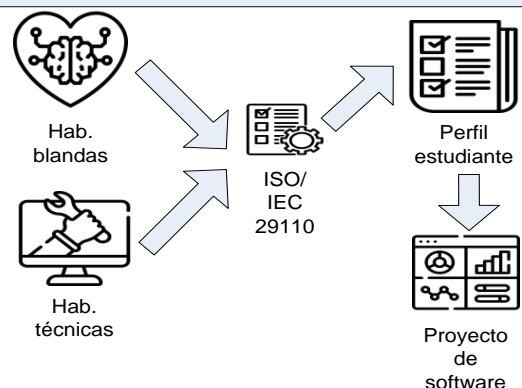 Hab.
blandas
Hab.
técnicas
ISO/
IEC
29110
Perfil
estudiante
Proyecto
de
software